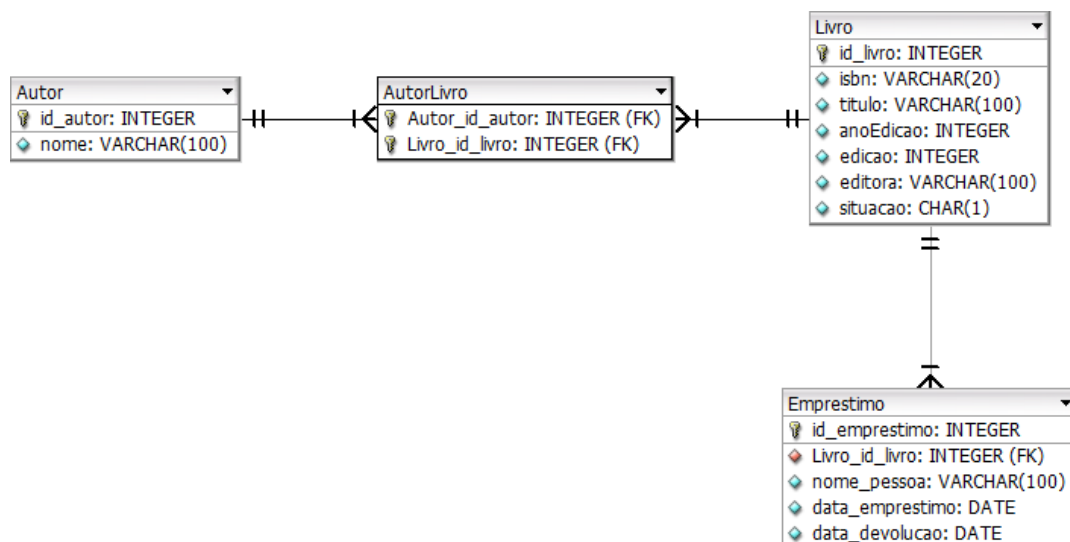 Autor
id_autor: INTEGER
nome: VARCHAR(100)
AutorLivro
Autor_id_autor: INTEGER (FK)
Livro_id_livro: INTEGER (FK)
Livro
id_livro: INTEGER
isbn: VARCHAR(20)
titulo: VARCHAR(100)
anoEdicao: INTEGER
edicao: INTEGER
editora: VARCHAR(100)
situacao: CHAR(1)
Emprestimo
id_emprestimo: INTEGER
Livro_id_livro: INTEGER (FK)
nome_pessoa: VARCHAR(100)
data_emprestimo: DATE
data_devolucao: DATE